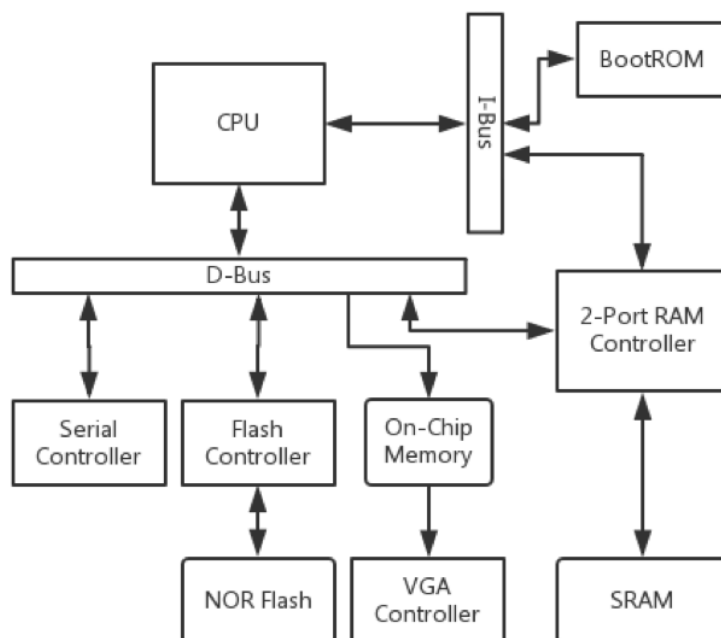 BootROM
CPU
I-Bus
D-Bus
2-Port RAM
Controller
Serial
Controller
Flash
Controller
On-Chip
Memory
NOR Flash
VGA
Controller
SRAM